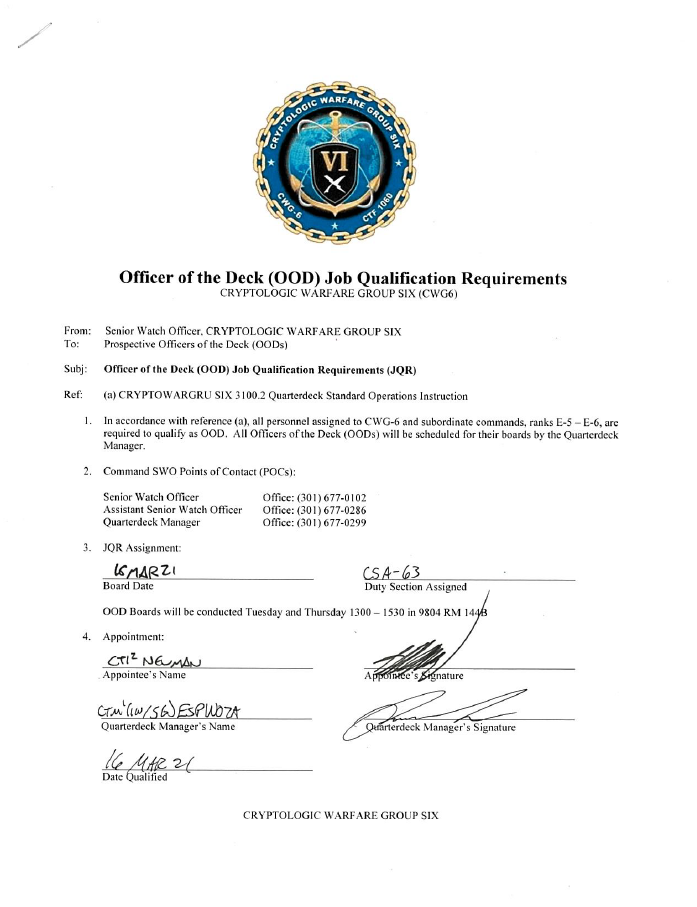 CRYPTOLOGIC WARFARE GROUP SIX
VI
CWG-6
CTF 1060
Officer of the Deck (OOD) Job Qualification Requirements
CRYPTOLOGIC WARFARE GROUP SIX (CWG6)
From: Senior Watch Officer, CRYPTOLOGIC WARFARE GROUP SIX
To: Prospective Officers of the Deck (OODs)
Subj: Officer of the Deck (OOD) Job Qualification Requirements (JQR)
Ref: (a) CRYPTOWARGRU SIX 3100.2 Quarterdeck Standard Operations Instruction
1. In accordance with reference (a), all personnel assigned to CWG-6 and subordinate commands, ranks E-5 – E-6, are
required to qualify as OOD. All Officers of the Deck (OODs) will be scheduled for their boards by the Quarterdeck
Manager.
2. Command SWO Points of Contact (POCs):
Senior Watch Officer Office: (301) 677-0102
Assistant Senior Watch Officer Office: (301) 677-0286
Quarterdeck Manager Office: (301) 677-0299
3. JQR Assignment:
MAR21 CSA-63
Board Date Duty Section Assigned
OOD Boards will be conducted Tuesday and Thursday 1300 – 1530 in 9804 RM 144B
4. Appointment:
CTI2 NEWMAN
Appointee's Name Appointee's Signature
(IW/SG) ESPINOZA
Quarterdeck Manager's Name Quarterdeck Manager's Signature
16 MAR 21
Date Qualified
CRYPTOLOGIC WARFARE GROUP SIX